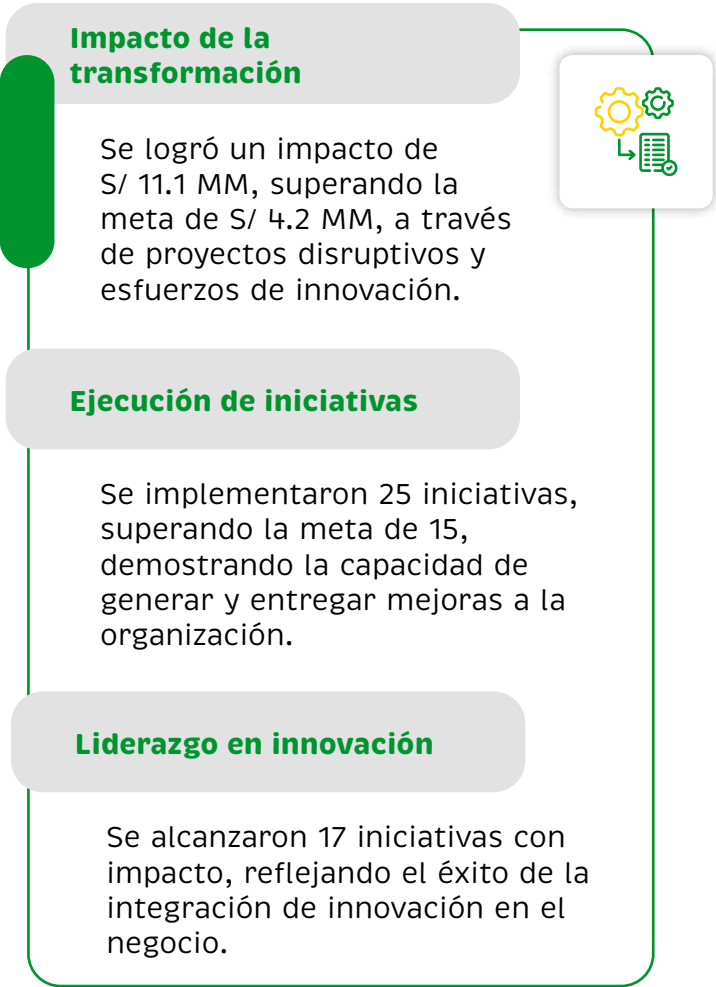 Impacto de la
transformación
Se logró un impacto de
S/ 11.1 MM, superando la
meta de S/ 4.2 MM, a través
de proyectos disruptivos y
esfuerzos de innovación.
Ejecución de iniciativas
Se implementaron 25 iniciativas,
superando la meta de 15,
demostrando la capacidad de
generar y entregar mejoras a la
organización.
Liderazgo en innovación
Se alcanzaron 17 iniciativas con
impacto, reflejando el éxito de la
integración de innovación en el
negocio.